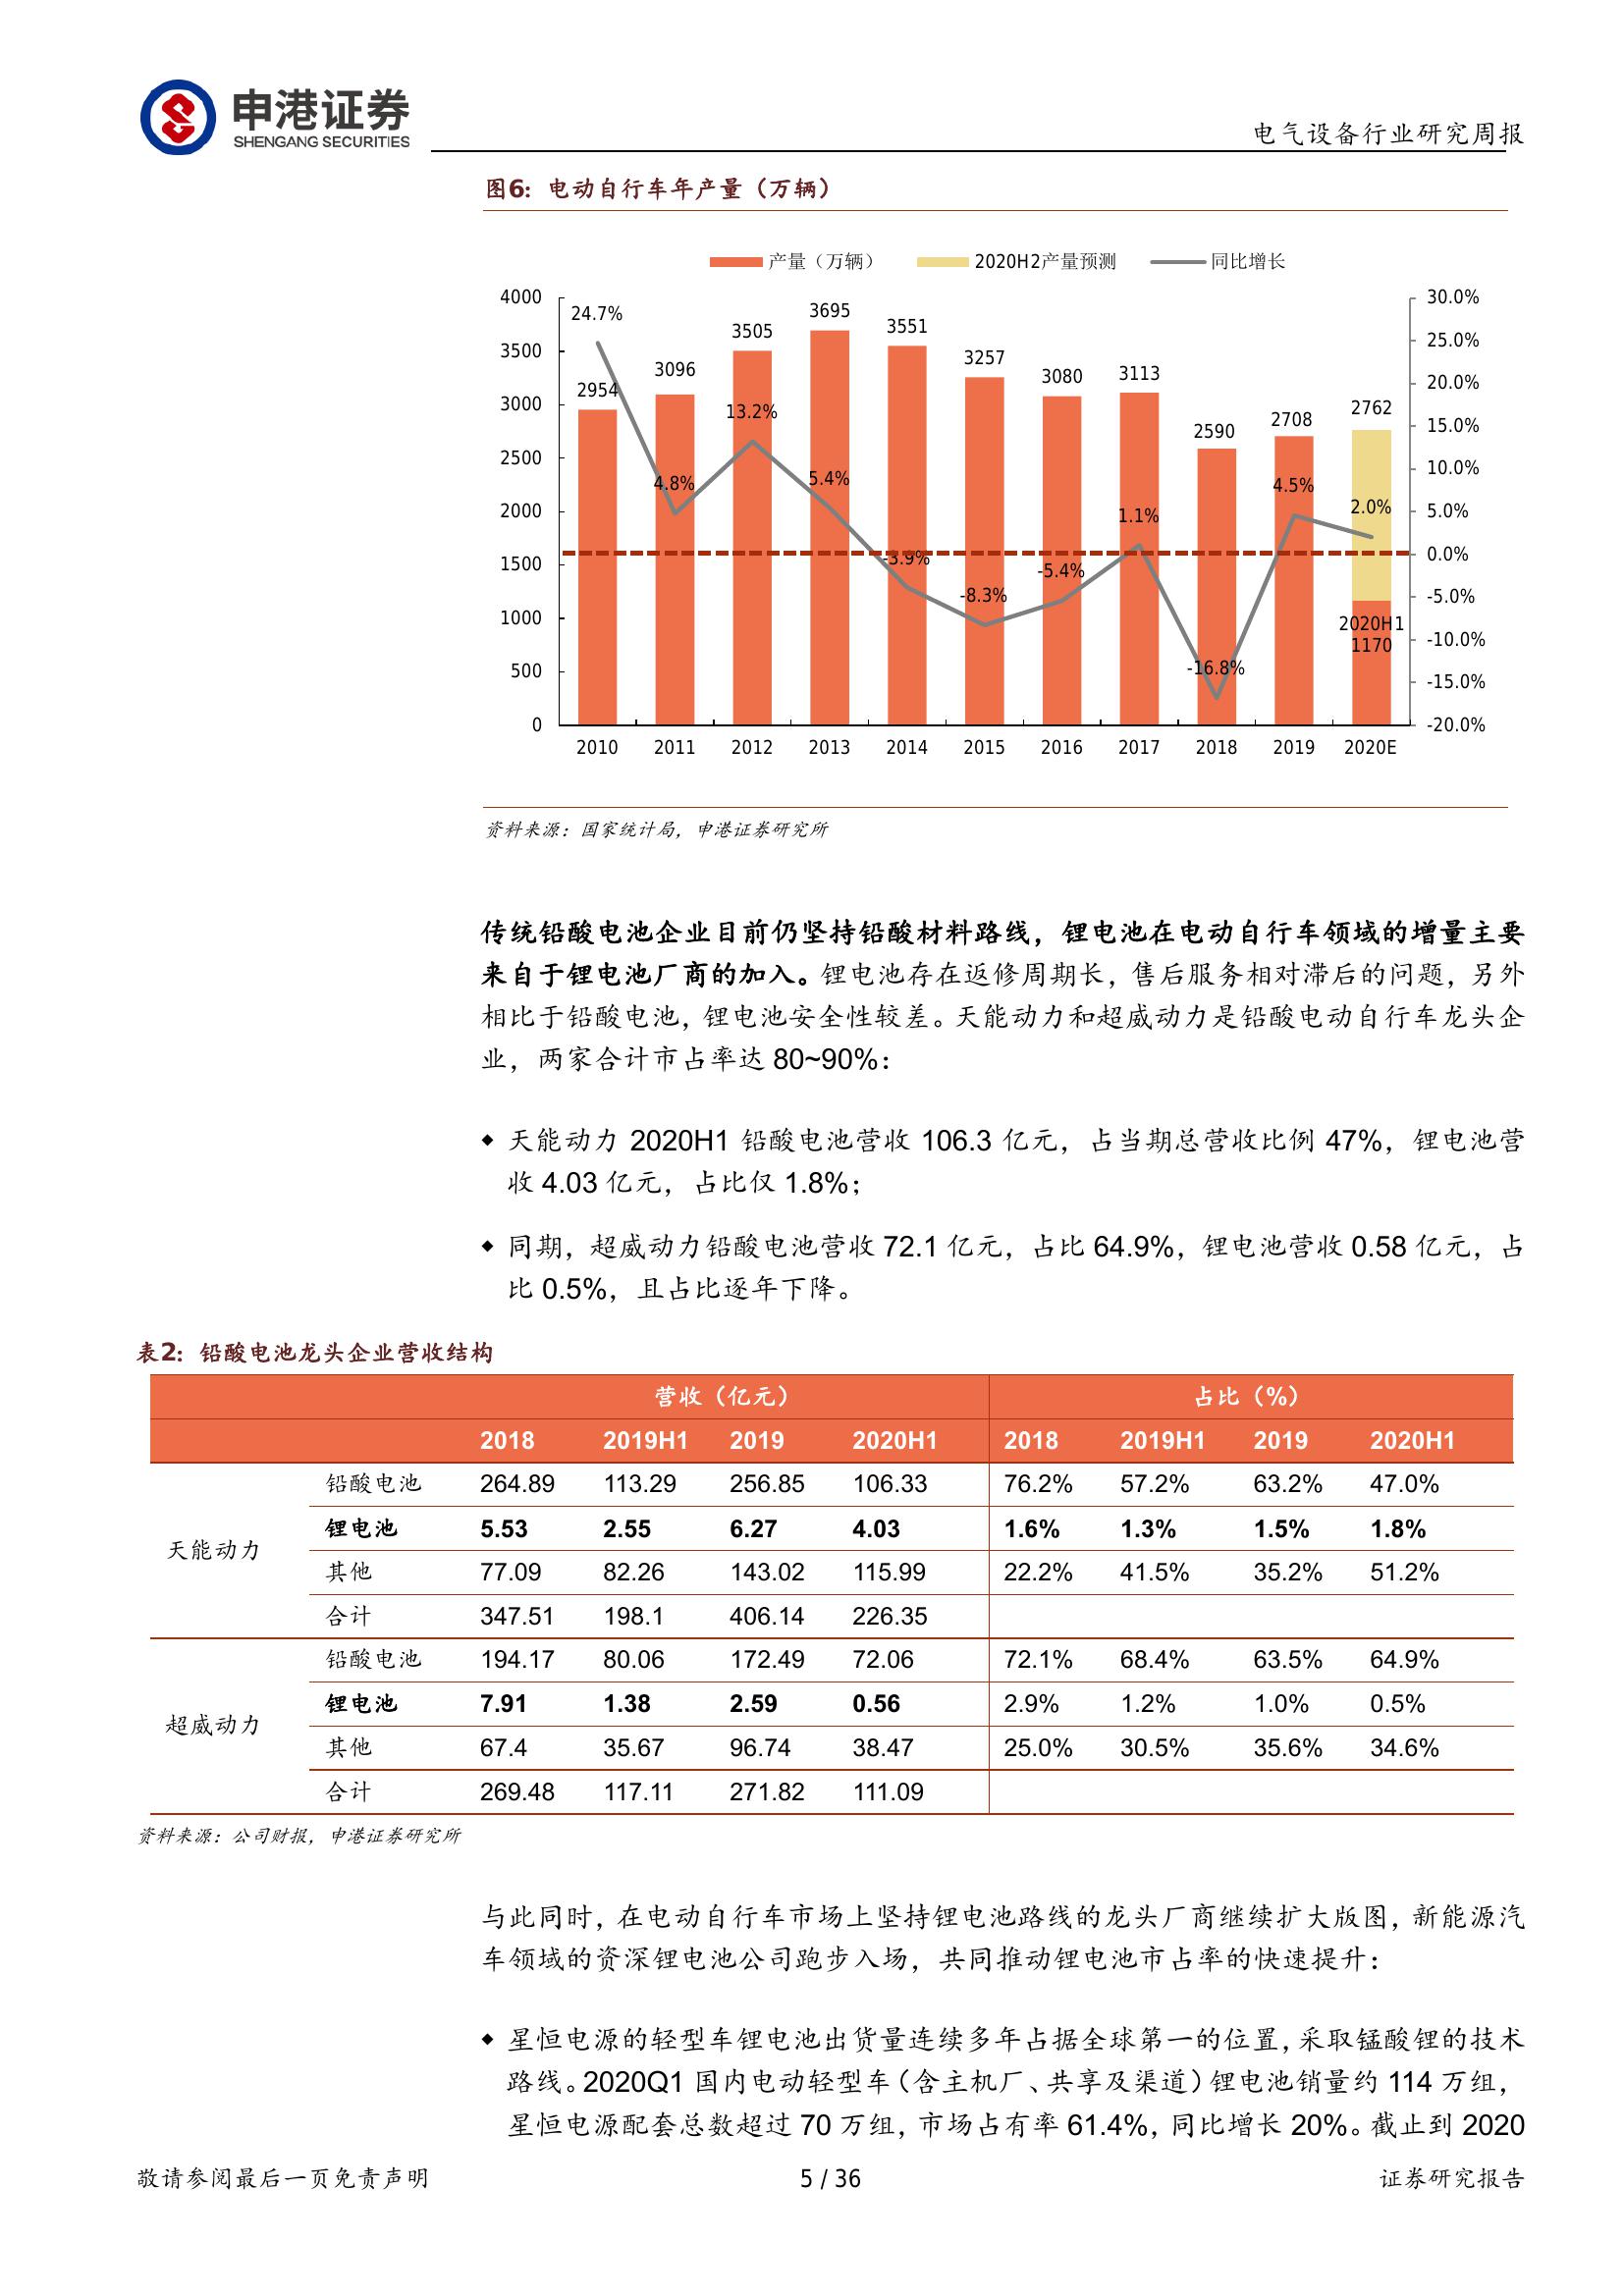 申港证券
SHENGANG SECURITIES
电气设备行业研究周报
图6：电动自行车年产量（万辆）
产量（万辆） 2020H2产量预测 同比增长
4000 3500 3000 2500 2000 1500 1000 500 0
30.0% 25.0% 20.0% 15.0% 10.0% 5.0% 0.0% -5.0% -10.0% -15.0% -20.0%
2954 3096 3505 3695 3551 3257 3080 3113 2590 2708 2762
24.7% 4.8% 13.2% 5.4% -3.9% -8.3% -5.4% 1.1% -16.8% 4.5% 2.0%
2020H1
1170
2010 2011 2012 2013 2014 2015 2016 2017 2018 2019 2020E
资料来源：国家统计局，申港证券研究所
传统铅酸电池企业目前仍坚持铅酸材料路线，锂电池在电动自行车领域的增量主要
来自于锂电池厂商的加入。锂电池存在返修周期长，售后服务相对滞后的问题，另外
相比于铅酸电池，锂电池安全性较差。天能动力和超威动力是铅酸电动自行车龙头企
业，两家合计市占率达 80~90%：
◆ 天能动力 2020H1 铅酸电池营收 106.3 亿元，占当期总营收比例 47%，锂电池营
收 4.03 亿元，占比仅 1.8%；
◆ 同期，超威动力铅酸电池营收 72.1 亿元，占比 64.9%，锂电池营收 0.58 亿元，占
比 0.5%，且占比逐年下降。
表2：铅酸电池龙头企业营收结构
营收（亿元） 占比（%）
2018 2019H1 2019 2020H1 2018 2019H1 2019 2020H1
天能动力
铅酸电池 264.89 113.29 256.85 106.33 76.2% 57.2% 63.2% 47.0%
锂电池 5.53 2.55 6.27 4.03 1.6% 1.3% 1.5% 1.8%
其他 77.09 82.26 143.02 115.99 22.2% 41.5% 35.2% 51.2%
合计 347.51 198.1 406.14 226.35
超威动力
铅酸电池 194.17 80.06 172.49 72.06 72.1% 68.4% 63.5% 64.9%
锂电池 7.91 1.38 2.59 0.56 2.9% 1.2% 1.0% 0.5%
其他 67.4 35.67 96.74 38.47 25.0% 30.5% 35.6% 34.6%
合计 269.48 117.11 271.82 111.09
资料来源：公司财报，申港证券研究所
与此同时，在电动自行车市场上坚持锂电池路线的龙头厂商继续扩大版图，新能源汽
车领域的资深锂电池公司跑步入场，共同推动锂电池市占率的快速提升：
◆ 星恒电源的轻型车锂电池出货量连续多年占据全球第一的位置，采取锰酸锂的技术
路线。2020Q1 国内电动轻型车（含主机厂、共享及渠道）锂电池销量约 114 万组，
星恒电源配套总数超过 70 万组，市场占有率 61.4%，同比增长 20%。截止到 2020
敬请参阅最后一页免责声明 5 / 36 证券研究报告